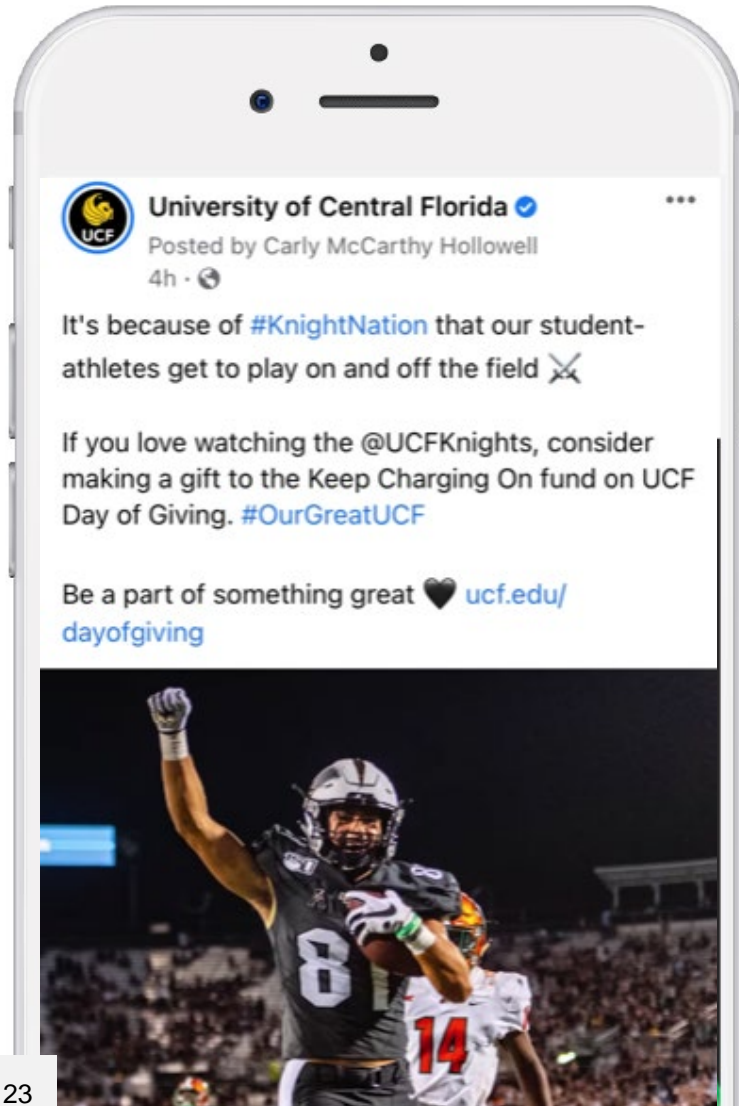 UCF
University of Central Florida
Posted by Carly McCarthy Hollowell
4h ·
It's because of #KnightNation that our student-
athletes get to play on and off the field ⚔
If you love watching the @UCFKnights, consider
making a gift to the Keep Charging On fund on UCF
Day of Giving. #OurGreatUCF
Be a part of something great 🖤 ucf.edu/
dayofgiving
14
23